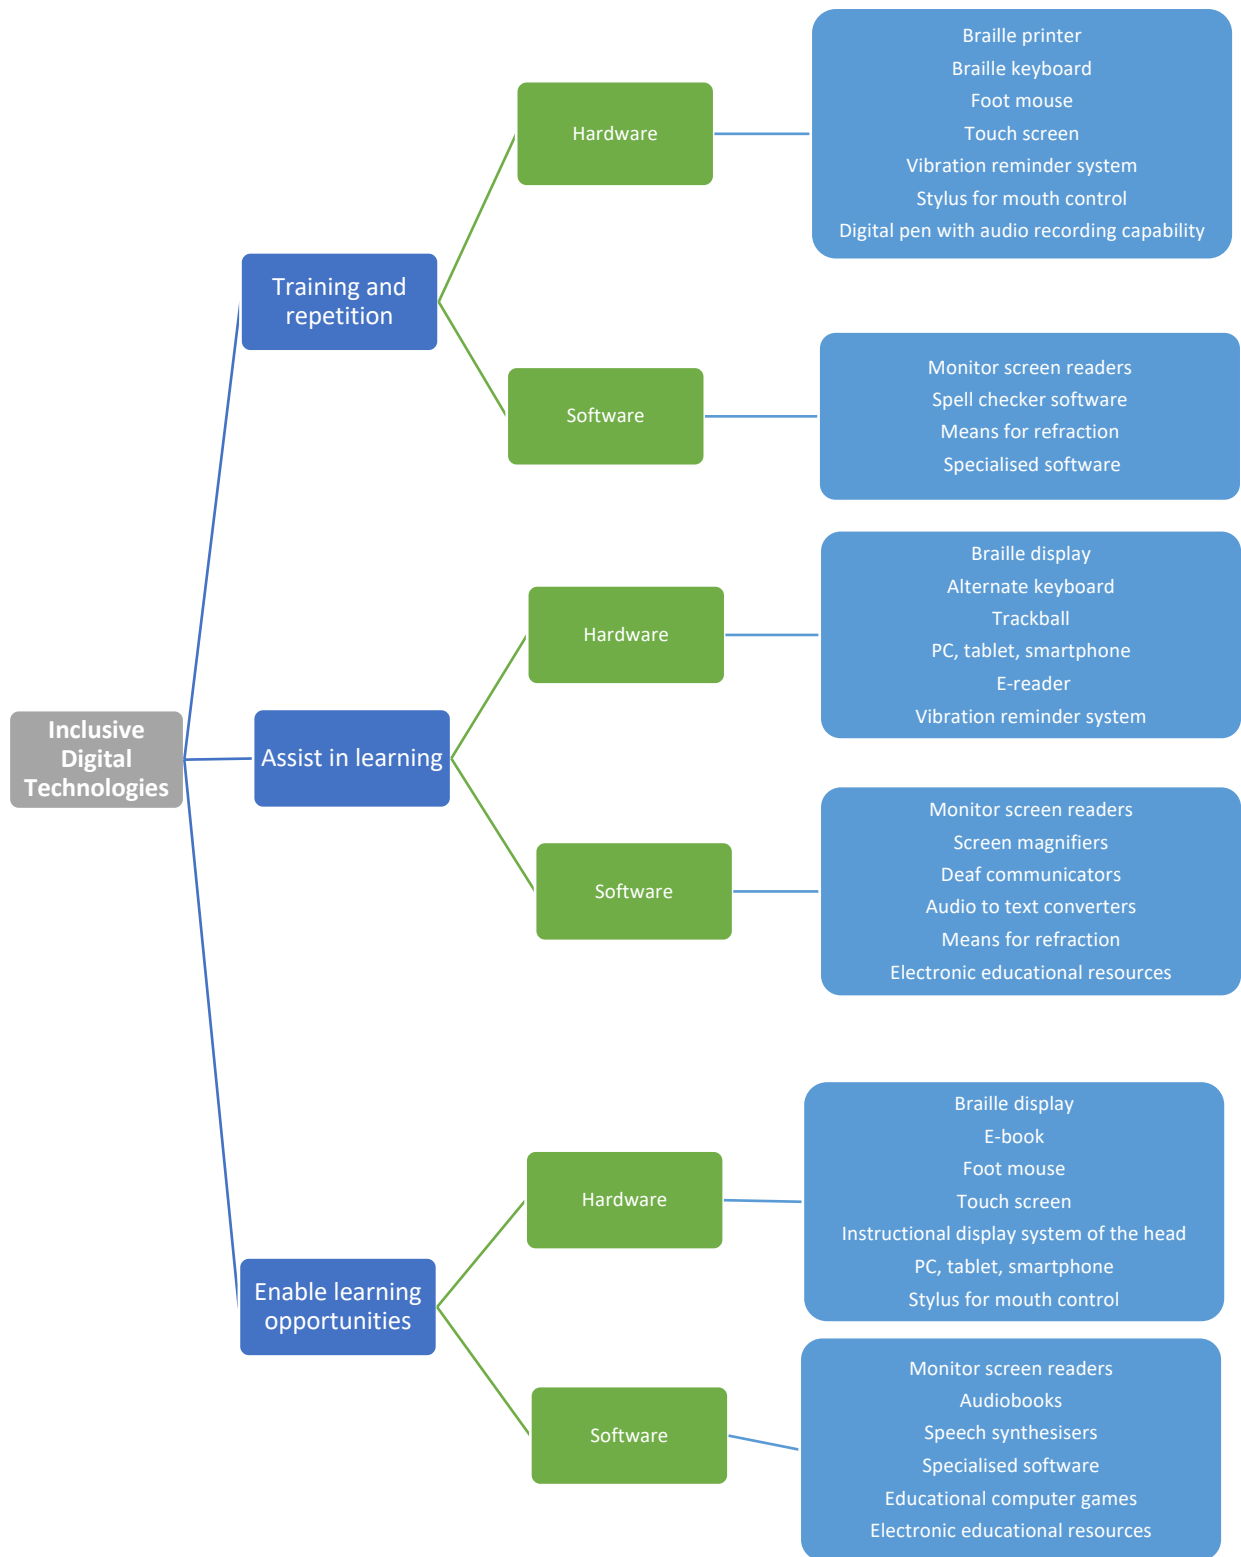 Inclusive
Digital
Technologies
Training and
repetition
Hardware
Braille printer
Braille keyboard
Foot mouse
Touch screen
Vibration reminder system
Stylus for mouth control
Digital pen with audio recording capability
Software
Monitor screen readers
Spell checker software
Means for refraction
Specialised software
Assist in learning
Hardware
Braille display
Alternate keyboard
Trackball
PC, tablet, smartphone
E-reader
Vibration reminder system
Software
Monitor screen readers
Screen magnifiers
Deaf communicators
Audio to text converters
Means for refraction
Electronic educational resources
Enable learning
opportunities
Hardware
Braille display
E-book
Foot mouse
Touch screen
Instructional display system of the head
PC, tablet, smartphone
Stylus for mouth control
Software
Monitor screen readers
Audiobooks
Speech synthesisers
Specialised software
Educational computer games
Electronic educational resources